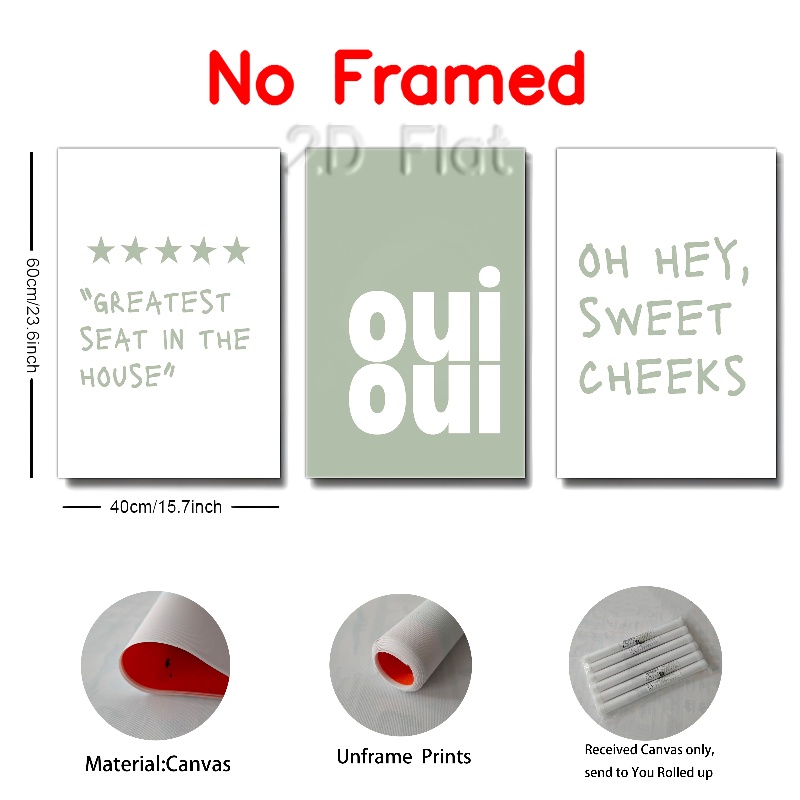 No Framed
2D Flat
60cm/23.6inch
★★★★★
"GREATEST
SEAT IN THE
HOUSE"
oui
oui
OH HEY,
SWEET
CHEEKS
40cm/15.7inch
Material:Canvas
Unframe Prints
Received Canvas only,
send to You Rolled up